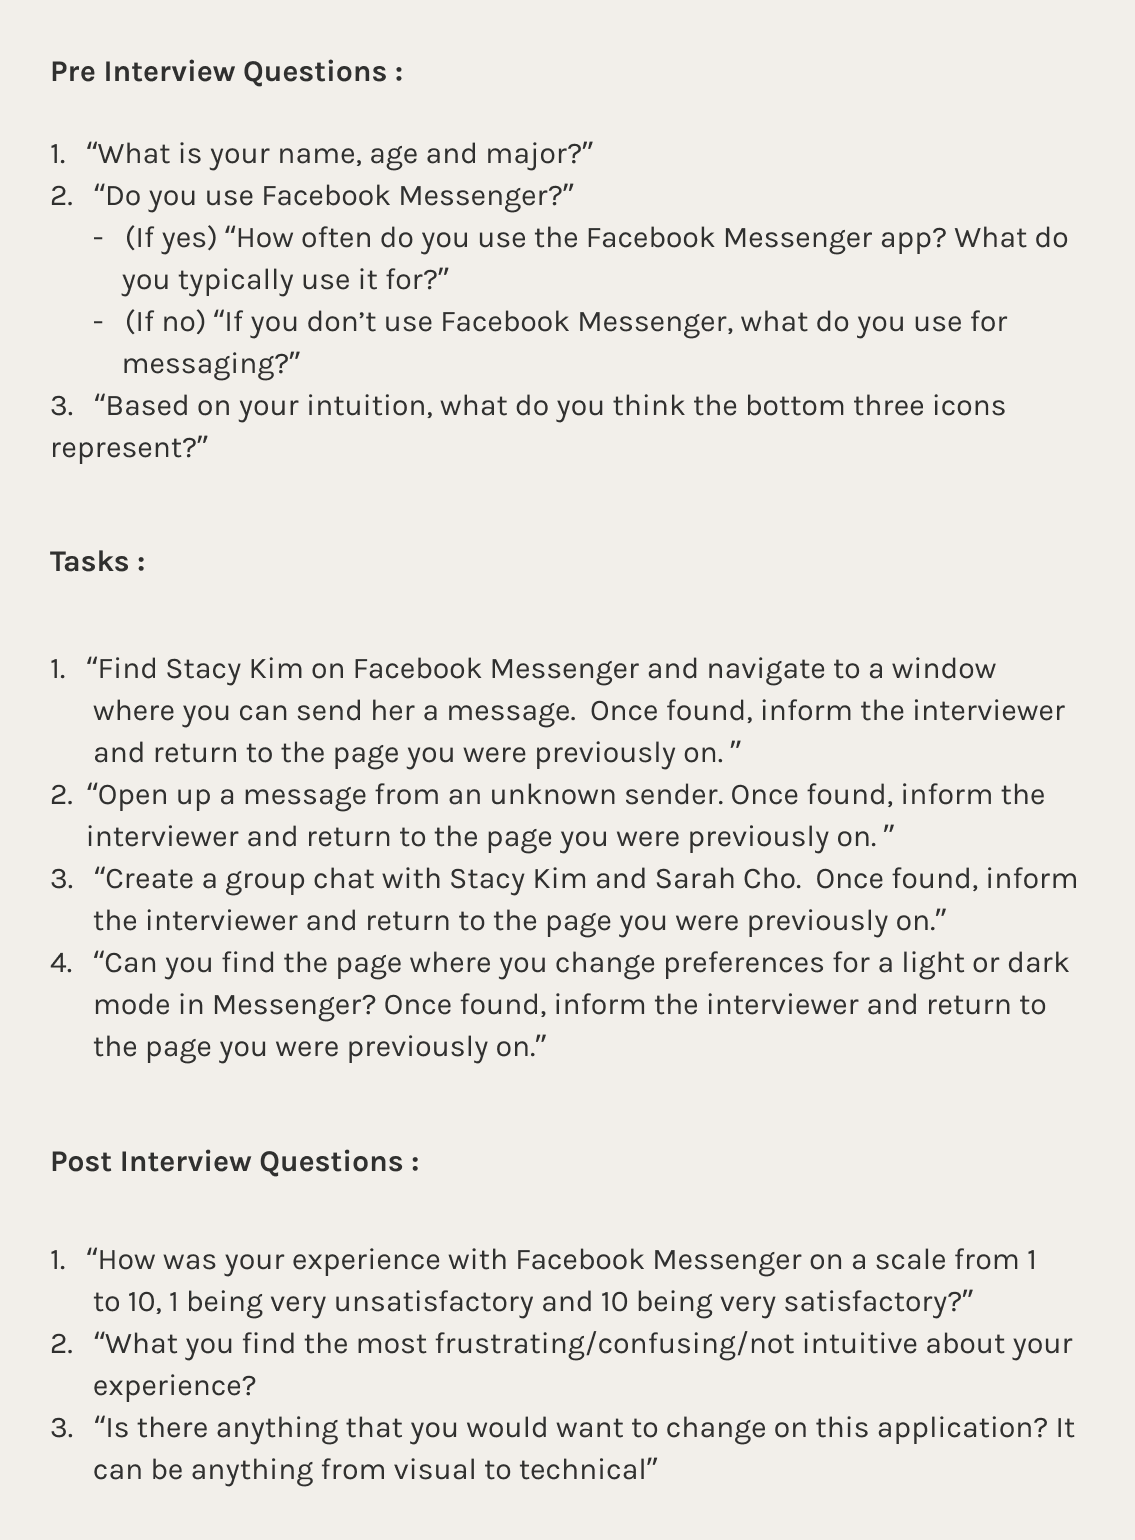 Pre Interview Questions :
1. “What is your name, age and major?”
2. “Do you use Facebook Messenger?”
- (If yes) “How often do you use the Facebook Messenger app? What do
you typically use it for?”
- (If no) “If you don’t use Facebook Messenger, what do you use for
messaging?”
3. “Based on your intuition, what do you think the bottom three icons
represent?”
Tasks :
1. “Find Stacy Kim on Facebook Messenger and navigate to a window
where you can send her a message.  Once found, inform the interviewer
and return to the page you were previously on. ”
2. “Open up a message from an unknown sender. Once found, inform the
interviewer and return to the page you were previously on. ”
3. “Create a group chat with Stacy Kim and Sarah Cho.  Once found, inform
the interviewer and return to the page you were previously on.”
4. “Can you find the page where you change preferences for a light or dark
mode in Messenger? Once found, inform the interviewer and return to
the page you were previously on.”
Post Interview Questions :
1. “How was your experience with Facebook Messenger on a scale from 1
to 10, 1 being very unsatisfactory and 10 being very satisfactory?”
2. “What you find the most frustrating/confusing/not intuitive about your
experience?
3. “Is there anything that you would want to change on this application? It
can be anything from visual to technical”